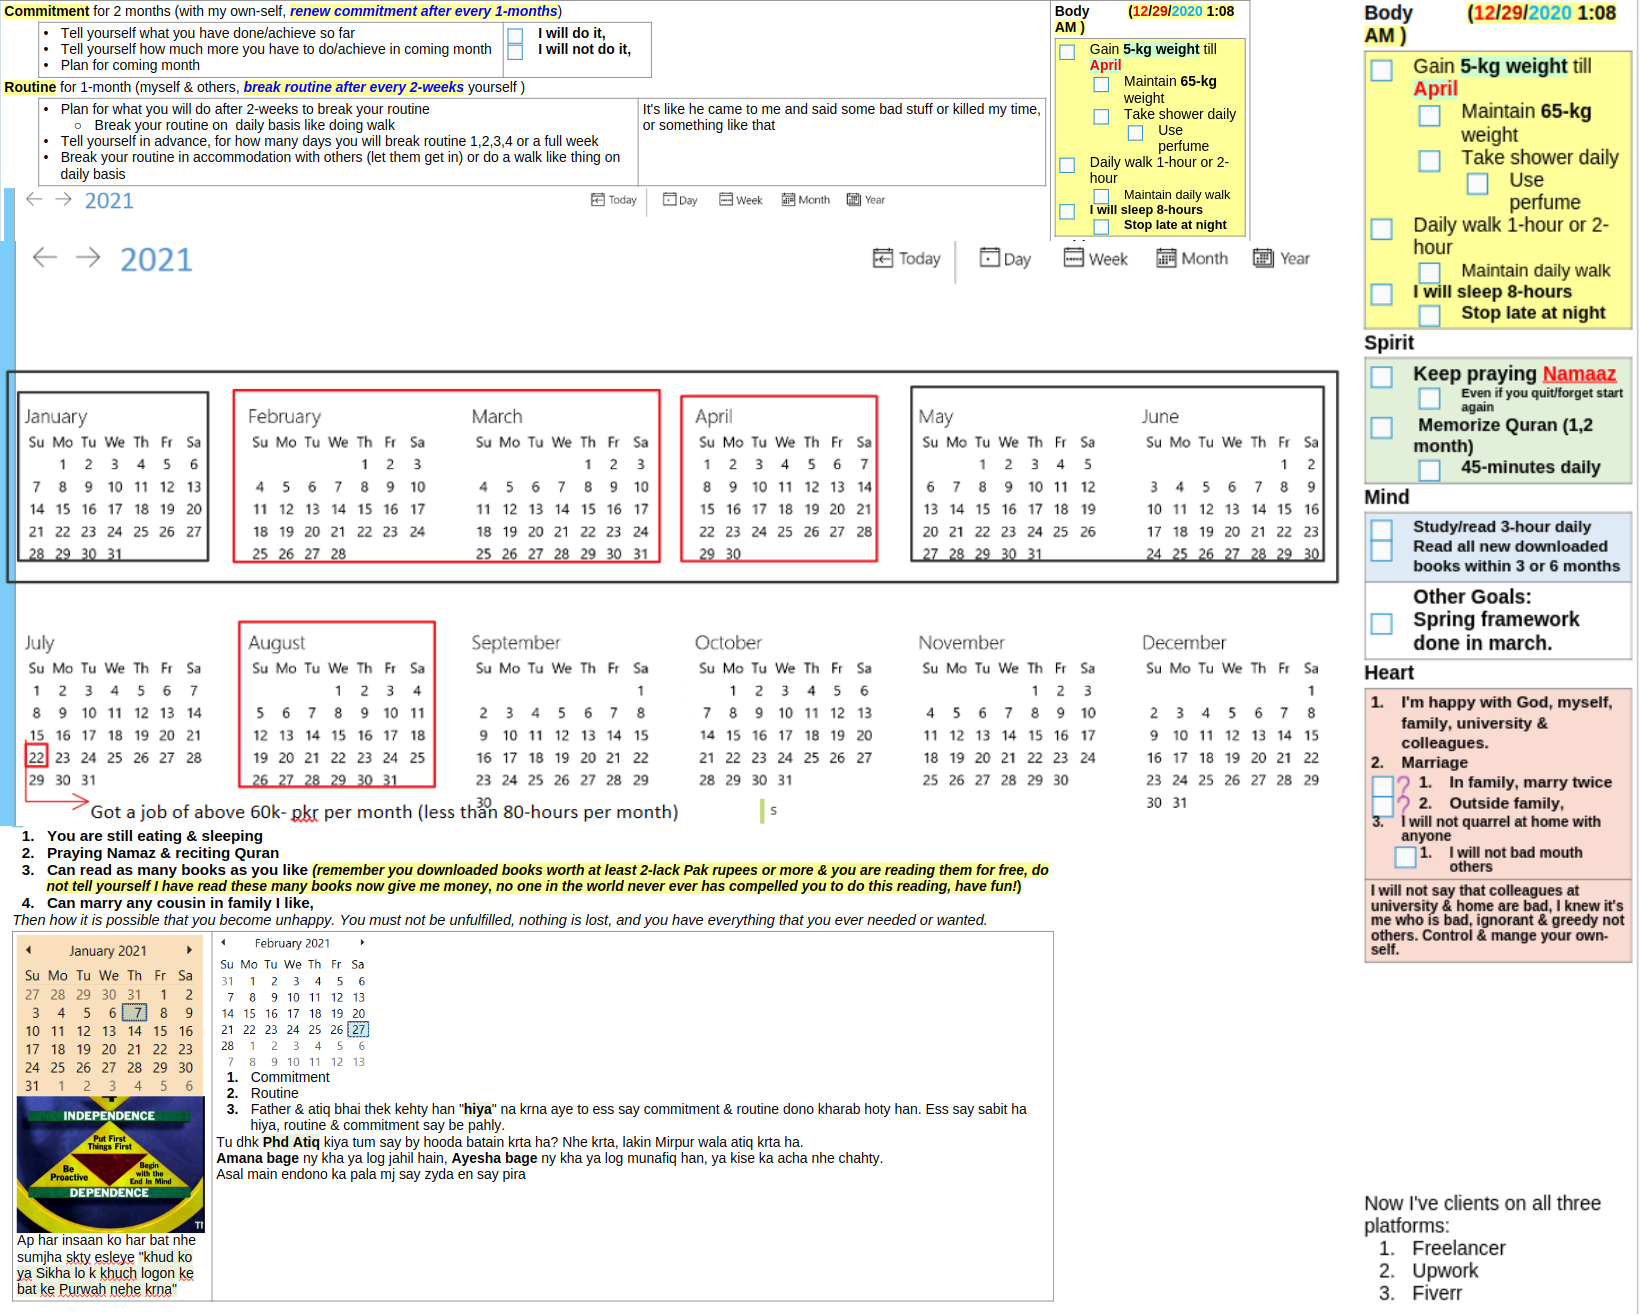 Commitment for 2 months (with my own-self, renew commitment after every 1-months)
• Tell yourself what you have done/achieve so far
• Tell yourself how much more you have to do/achieve in coming month
• Plan for coming month
I will do it,
I will not do it,
Routine for 1-month (myself & others, break routine after every 2-weeks yourself )
• Plan for what you will do after 2-weeks to break your routine
○ Break your routine on daily basis like doing walk
• Tell yourself in advance, for how many days you will break routine 1,2,3,4 or a full week
• Break your routine in accommodation with others (let them get in) or do a walk like thing on
daily basis
It's like he came to me and said some bad stuff or killed my time,
or something like that
Body (12/29/2020 1:08
AM )
Gain 5-kg weight till
April
Maintain 65-kg
weight
Take shower daily
Use
perfume
Daily walk 1-hour or 2-
hour
Maintain daily walk
I will sleep 8-hours
Stop late at night
2021 Today Day Week Month Year
2021 Today Day Week Month Year
January
Su Mo Tu We Th Fr Sa
1 2 3 4 5 6
7 8 9 10 11 12 13
14 15 16 17 18 19 20
21 22 23 24 25 26 27
28 29 30 31
February
Su Mo Tu We Th Fr Sa
1 2 3
4 5 6 7 8 9 10
11 12 13 14 15 16 17
18 19 20 21 22 23 24
25 26 27 28
March
Su Mo Tu We Th Fr Sa
1 2 3
4 5 6 7 8 9 10
11 12 13 14 15 16 17
18 19 20 21 22 23 24
25 26 27 28 29 30 31
April
Su Mo Tu We Th Fr Sa
1 2 3 4 5 6 7
8 9 10 11 12 13 14
15 16 17 18 19 20 21
22 23 24 25 26 27 28
29 30
May
Su Mo Tu We Th Fr Sa
1 2 3 4 5
6 7 8 9 10 11 12
13 14 15 16 17 18 19
20 21 22 23 24 25 26
27 28 29 30 31
June
Su Mo Tu We Th Fr Sa
1 2
3 4 5 6 7 8 9
10 11 12 13 14 15 16
17 18 19 20 21 22 23
24 25 26 27 28 29 30
July
Su Mo Tu We Th Fr Sa
1 2 3 4 5 6 7
8 9 10 11 12 13 14
15 16 17 18 19 20 21
22 23 24 25 26 27 28
29 30 31
August
Su Mo Tu We Th Fr Sa
1 2 3 4
5 6 7 8 9 10 11
12 13 14 15 16 17 18
19 20 21 22 23 24 25
26 27 28 29 30 31
September
Su Mo Tu We Th Fr Sa
1
2 3 4 5 6 7 8
9 10 11 12 13 14 15
16 17 18 19 20 21 22
23 24 25 26 27 28 29
30
October
Su Mo Tu We Th Fr Sa
1 2 3 4 5 6
7 8 9 10 11 12 13
14 15 16 17 18 19 20
21 22 23 24 25 26 27
28 29 30 31
November
Su Mo Tu We Th Fr Sa
1 2 3
4 5 6 7 8 9 10
11 12 13 14 15 16 17
18 19 20 21 22 23 24
25 26 27 28 29 30
December
Su Mo Tu We Th Fr Sa
1
2 3 4 5 6 7 8
9 10 11 12 13 14 15
16 17 18 19 20 21 22
23 24 25 26 27 28 29
30 31
Got a job of above 60k- pkr per month (less than 80-hours per month)
s
1. You are still eating & sleeping
2. Praying Namaz & reciting Quran
3. Can read as many books as you like (remember you downloaded books worth at least 2-lack Pak rupees or more & you are reading them for free, do
not tell yourself I have read these many books now give me money, no one in the world never ever has compelled you to do this reading, have fun!)
4. Can marry any cousin in family I like,
Then how it is possible that you become unhappy. You must not be unfulfilled, nothing is lost, and you have everything that you ever needed or wanted.
January 2021
Su Mo Tu We Th Fr Sa
27 28 29 30 31 1 2
3 4 5 6 7 8 9
10 11 12 13 14 15 16
17 18 19 20 21 22 23
24 25 26 27 28 29 30
31 1 2 3 4 5 6
INDEPENDENCE
Put First
Things First
Be
Proactive
Begin
with the
End In Mind
DEPENDENCE
Ap har insaan ko har bat nhe
sumjha skty esleye "khud ko
ya Sikha lo k khuch logon ke
bat ke Purwah nehe krna"
February 2021
Su Mo Tu We Th Fr Sa
31 1 2 3 4 5 6
7 8 9 10 11 12 13
14 15 16 17 18 19 20
21 22 23 24 25 26 27
28 1 2 3 4 5 6
7 8 9 10 11 12 13
1. Commitment
2. Routine
3. Father & atiq bhai thek kehty han "hiya" na krna aye to ess say commitment & routine dono kharab hoty han. Ess say sabit ha
hiya, routine & commitment say be pahly.
Tu dhk Phd Atiq kiya tum say by hooda batain krta ha? Nhe krta, lakin Mirpur wala atiq krta ha.
Amana bage ny kha ya log jahil hain, Ayesha bage ny kha ya log munafiq han, ya kise ka acha nhe chahty.
Asal main endono ka pala mj say zyda en say pira
Body (12/29/2020 1:08
AM )
Gain 5-kg weight till
April
Maintain 65-kg
weight
Take shower daily
Use
perfume
Daily walk 1-hour or 2-
hour
Maintain daily walk
I will sleep 8-hours
Stop late at night
Spirit
Keep praying Namaaz
Even if you quit/forget start
again
Memorize Quran (1,2
month)
45-minutes daily
Mind
Study/read 3-hour daily
Read all new downloaded
books within 3 or 6 months
Other Goals:
Spring framework
done in march.
Heart
1. I'm happy with God, myself,
family, university &
colleagues.
2. Marriage
? 1. In family, marry twice
? 2. Outside family,
3. I will not quarrel at home with
anyone
1. I will not bad mouth
others
I will not say that colleagues at
university & home are bad, I knew it's
me who is bad, ignorant & greedy not
others. Control & mange your own-
self.
Now I've clients on all three
platforms:
1. Freelancer
2. Upwork
3. Fiverr